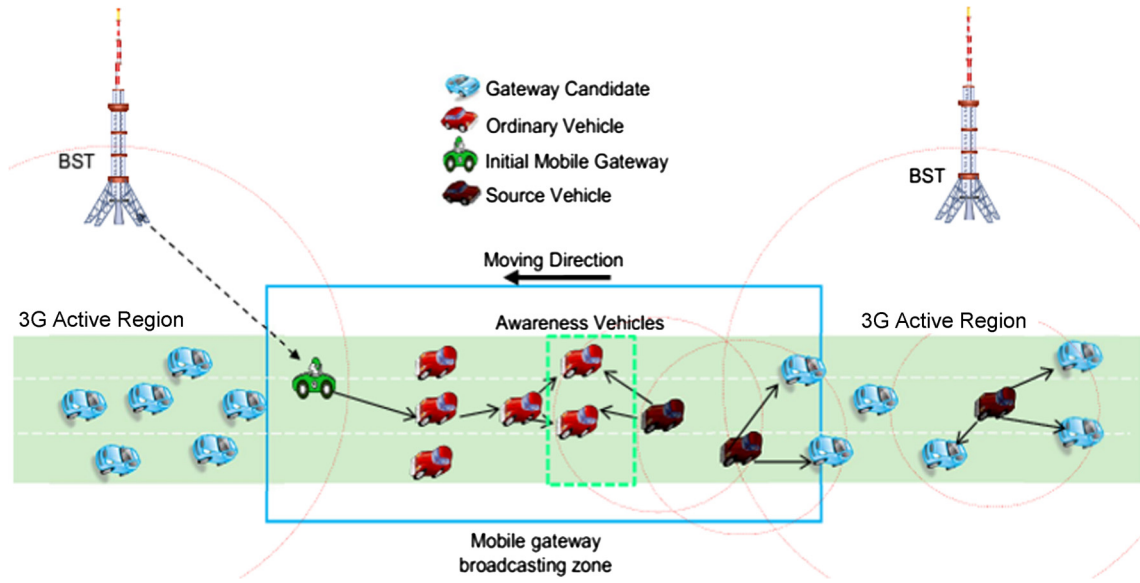 BST
Gateway Candidate
Ordinary Vehicle
Initial Mobile Gateway
Source Vehicle
BST
Moving Direction
3G Active Region
Awareness Vehicles
3G Active Region
Mobile gateway
broadcasting zone